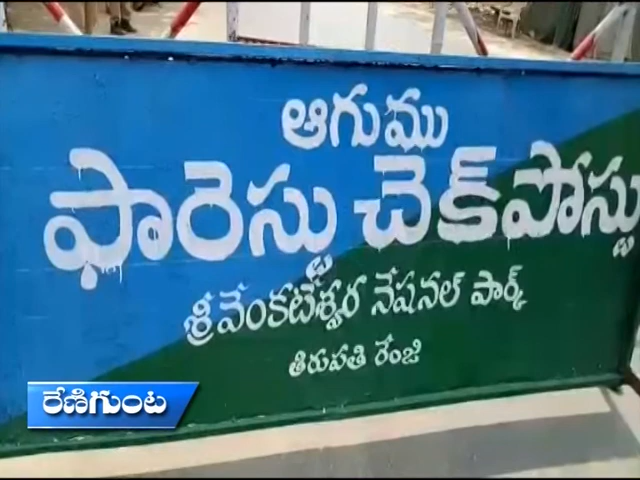 ఆగుము
ఫారెస్టు చెక్‌పోస్టు
శ్రీ వేంకటేశ్వర నేషనల్ పార్క్
తిరుపతి రేంజి
రేణిగుంట